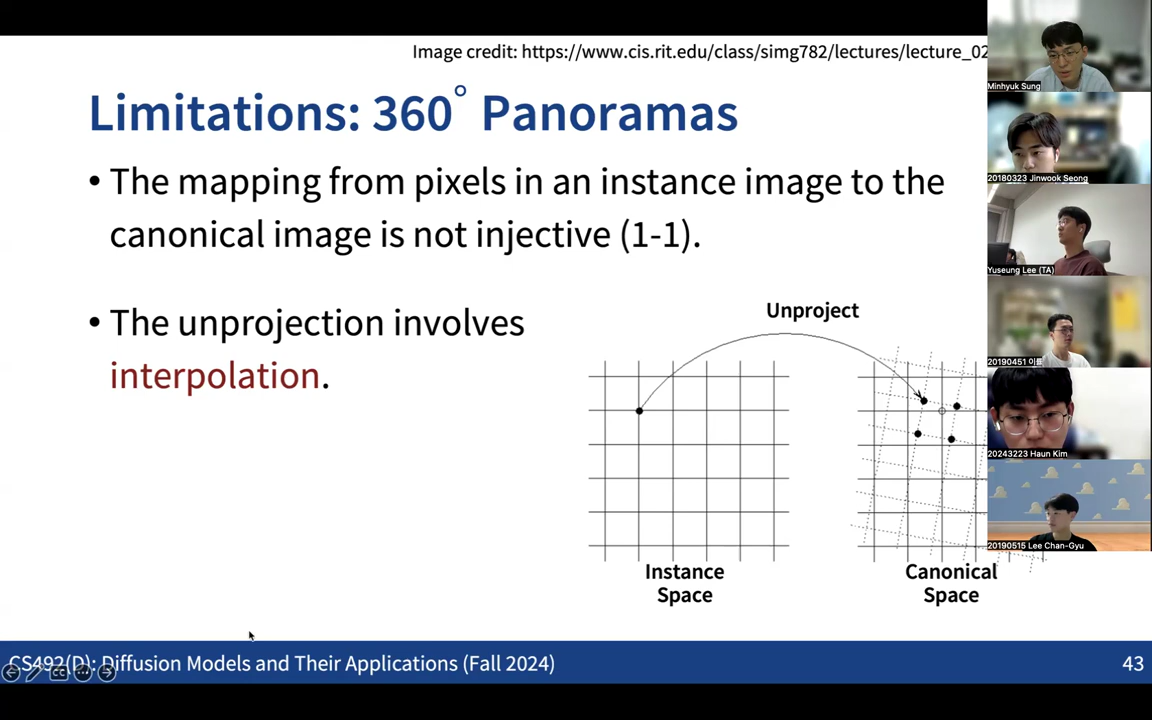 Image credit: https://www.cis.rit.edu/class/simg782/lectures/lecture_02
Limitations: 360° Panoramas
• The mapping from pixels in an instance image to the
canonical image is not injective (1-1).
• The unprojection involves
interpolation.
Unproject
Instance
Space
Canonical
Space
CS492(D): Diffusion Models and Their Applications (Fall 2024)
43
Minhyuk Sung
20180323 Jinwook Seong
Yuseung Lee (TA)
20190451 이름
20243223 Haun Kim
20190515 Lee Chan-Gyu